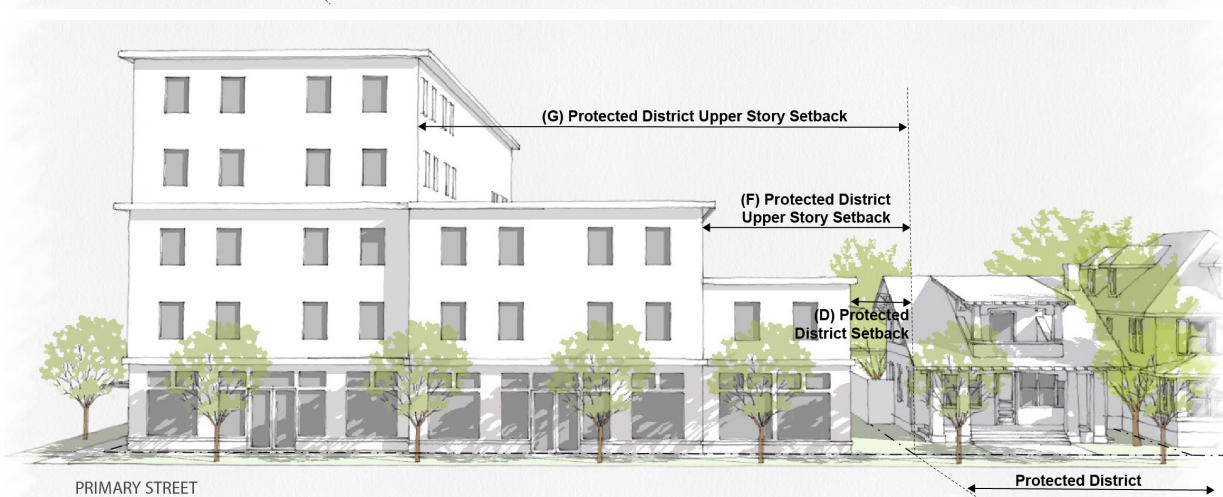 (G) Protected District Upper Story Setback
(F) Protected District
Upper Story Setback
(D) Protected
District Setback
Protected District
PRIMARY STREET